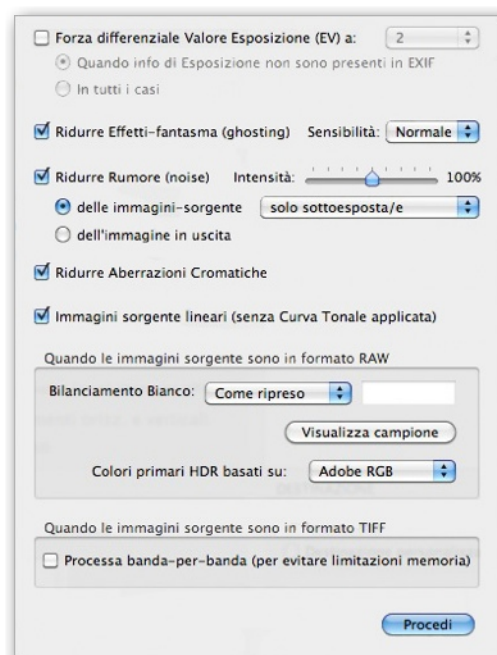 Forza differenziale Valore Esposizione (EV) a: 2
Quando info di Esposizione non sono presenti in EXIF
In tutti i casi
Ridurre Effetti-fantasma (ghosting) Sensibilità: Normale
Ridurre Rumore (noise) Intensità: 100%
delle immagini-sorgente solo sottoesposta/e
dell'immagine in uscita
Ridurre Aberrazioni Cromatiche
Immagini sorgente lineari (senza Curva Tonale applicata)
Quando le immagini sorgente sono in formato RAW
Bilanciamento Bianco: Come ripreso
Visualizza campione
Colori primari HDR basati su: Adobe RGB
Quando le immagini sorgente sono in formato TIFF
Processa banda-per-banda (per evitare limitazioni memoria)
Procedi